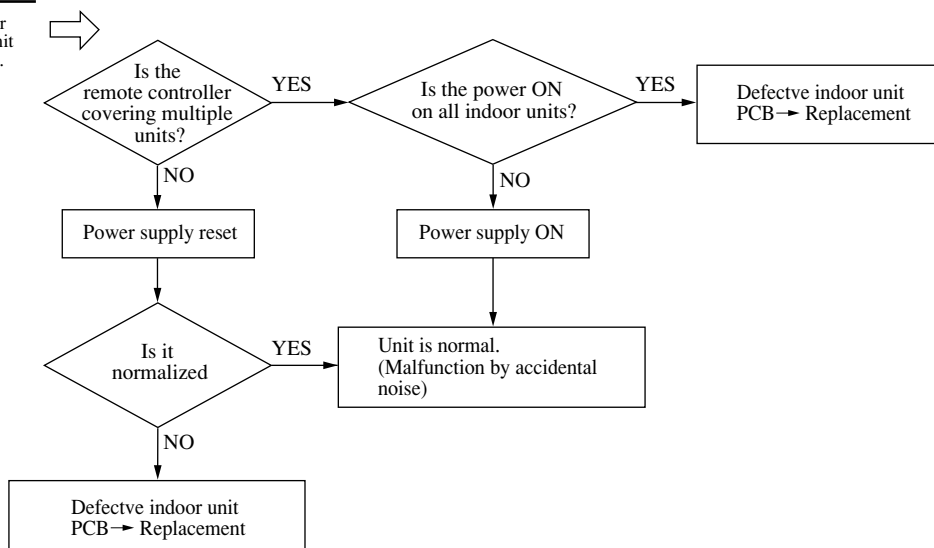 r
nit
.
Is the
remote controller
covering multiple
units?
YES
Is the power ON
on all indoor units?
YES
Defectve indoor unit
PCB→ Replacement
NO
NO
Power supply reset
Power supply ON
Is it
normalized
YES
Unit is normal.
(Malfunction by accidental
noise)
NO
Defectve indoor unit
PCB→ Replacement